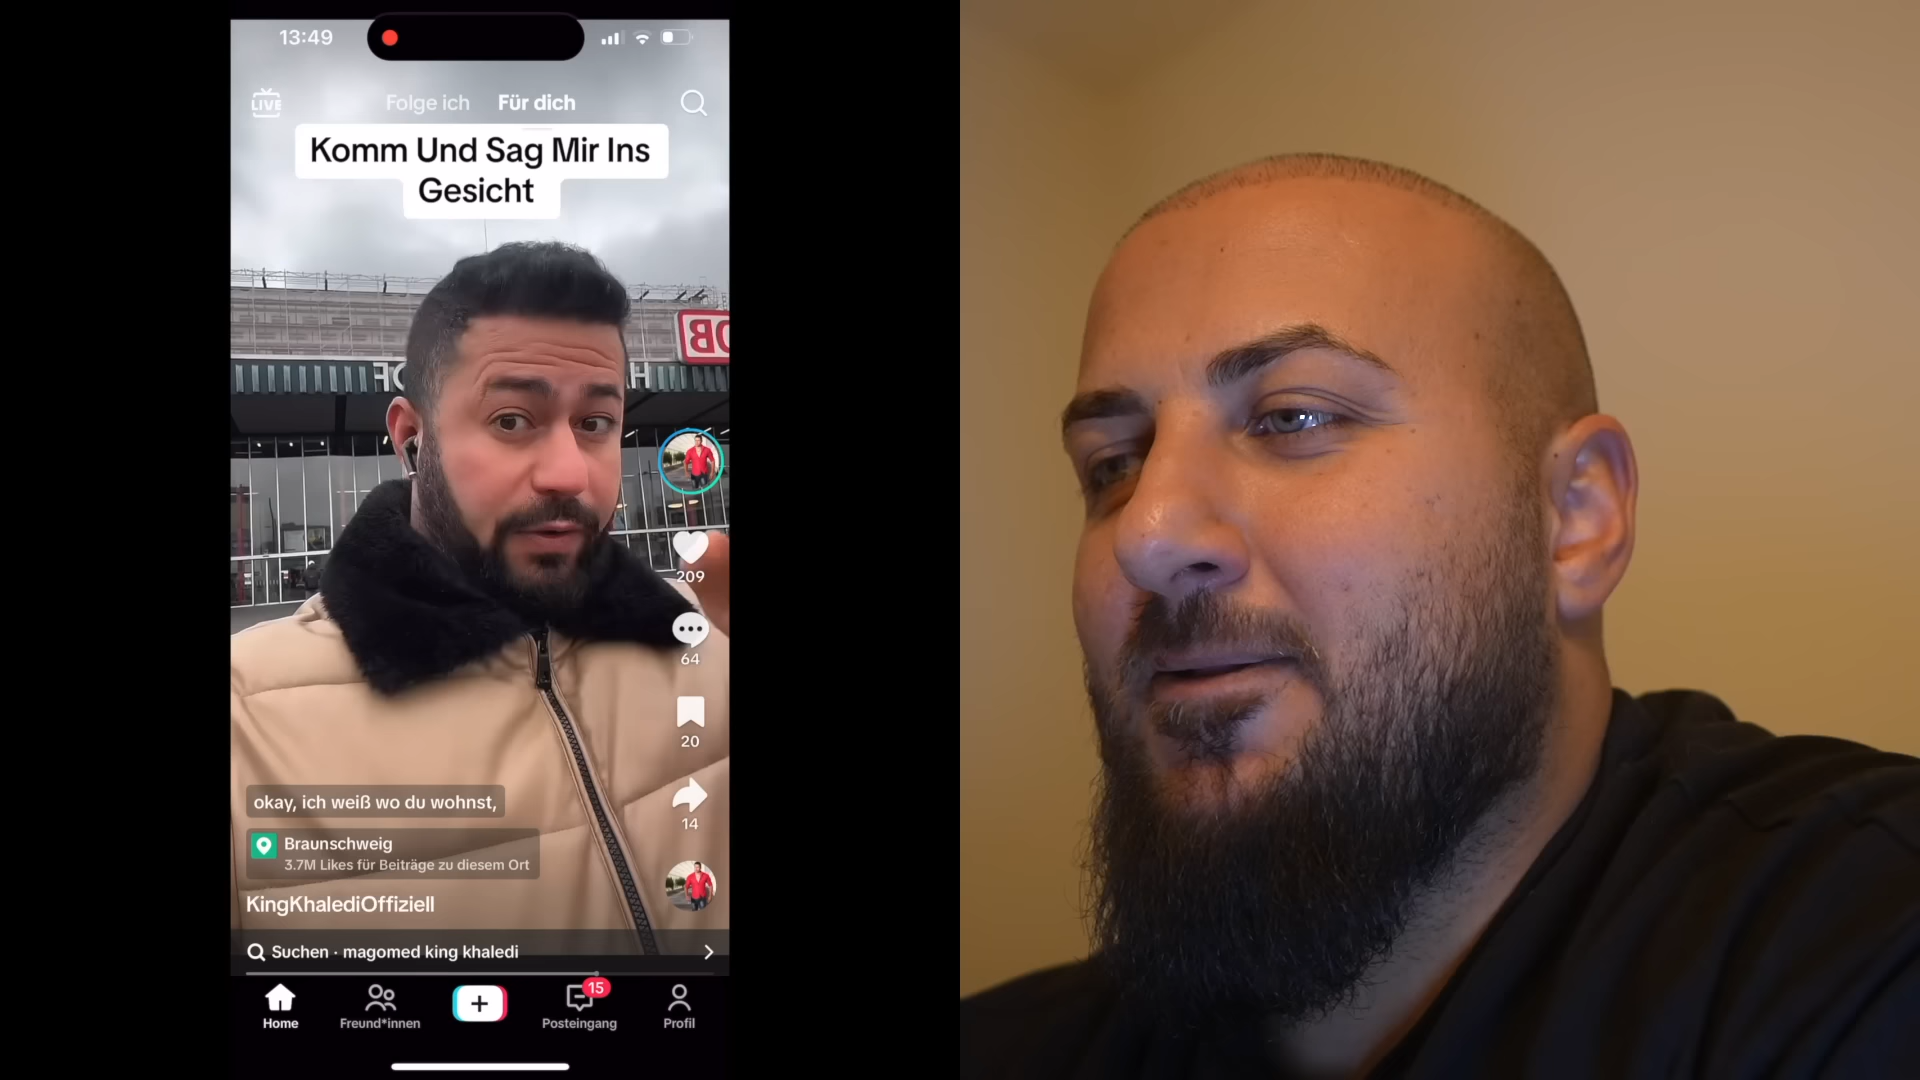 13:49
LIVE
Folge ich Für dich
Komm Und Sag Mir Ins
Gesicht
DB
209
64
20
14
okay, ich weiß wo du wohnst,
Braunschweig
3.7M Likes für Beiträge zu diesem Ort
KingKhalediOffiziell
Suchen · magomed king khaledi
15
Home Freund*innen Posteingang Profil